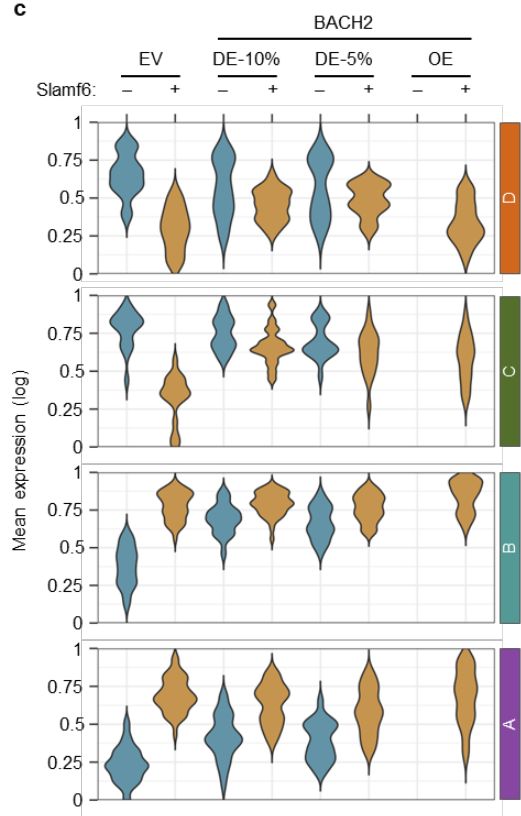 c
BACH2
EV DE-10% DE-5% OE
Slamf6: – + – + – + – +
Mean expression (log)
1
0.75
0.5
0.25
0
D
1
0.75
0.5
0.25
0
C
1
0.75
0.5
0.25
0
B
1
0.75
0.5
0.25
0
A